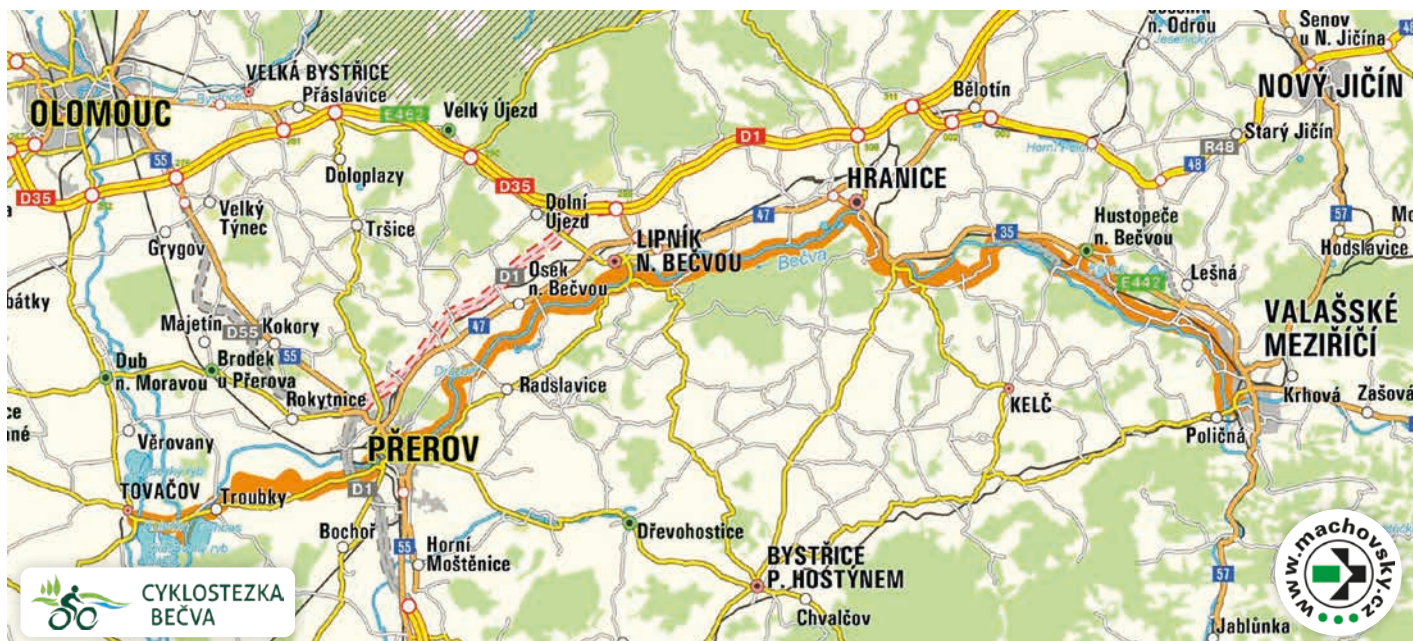 n. Odrou
Šenov
u N. Jičína
VELKÁ BYSTŘICE
Přáslavice
OLOMOUC
E462
Velký Újezd
Bělotín
NOVÝ JIČÍN
Starý Jičín
R48
48
D1
55
D35
Doloplazy
D35
Dolní
Újezd
HRANICE
Velký
Týnec
Grygov
Tršice
47
LIPNÍK
N. BEČVOU
Bečva
35
Hustopeče
n. Bečvou
57
Hodslavice
D1
Osek
n. Bečvou
E442
Lešná
Majetín
D55
Kokory
47
VALAŠSKÉ
MEZIŘÍČÍ
Dub
n. Moravou
Brodek
u Přerova
55
Radslavice
KELČ
Krhová
Zašová
Rokytnice
PŘEROV
Poličná
Věrovany
TOVAČOV
Troubky
D1
Bochoř
55
Horní
Moštěnice
Dřevohostice
BYSTŘICE
P. HOSTÝNEM
Chvalčov
57
Jablůnka
CYKLOSTEZKA
BEČVA
www.machovsky.cz